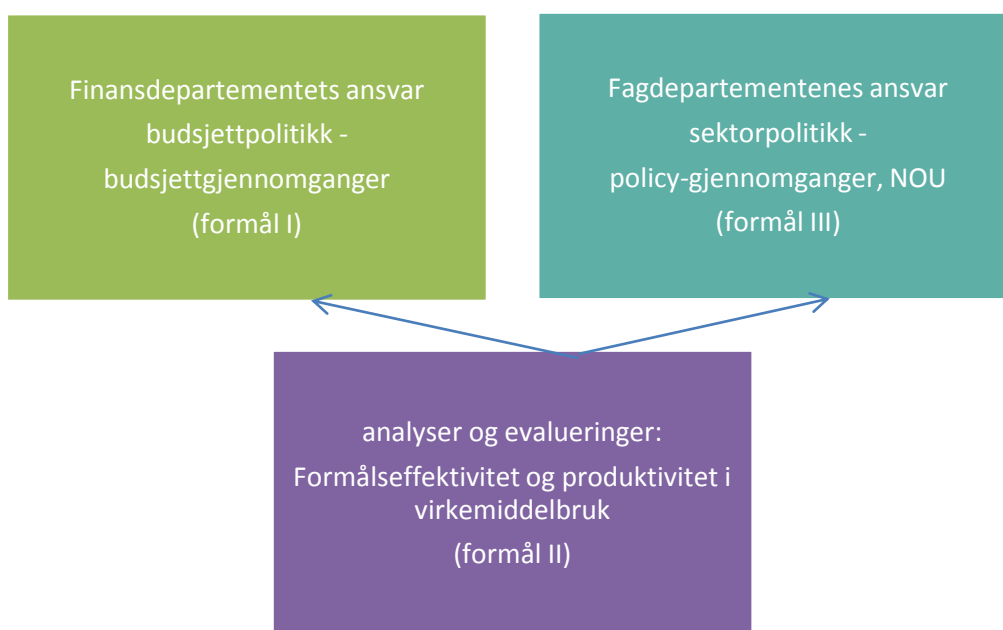 Finansdepartementets ansvar
budsjettpolitikk -
budsjettgjennomganger
(formål I)
Fagdepartementenes ansvar
sektorpolitikk -
policy-gjennomganger, NOU
(formål III)
analyser og evalueringer:
Formålseffektivitet og produktivitet i
virkemiddelbruk
(formål II)